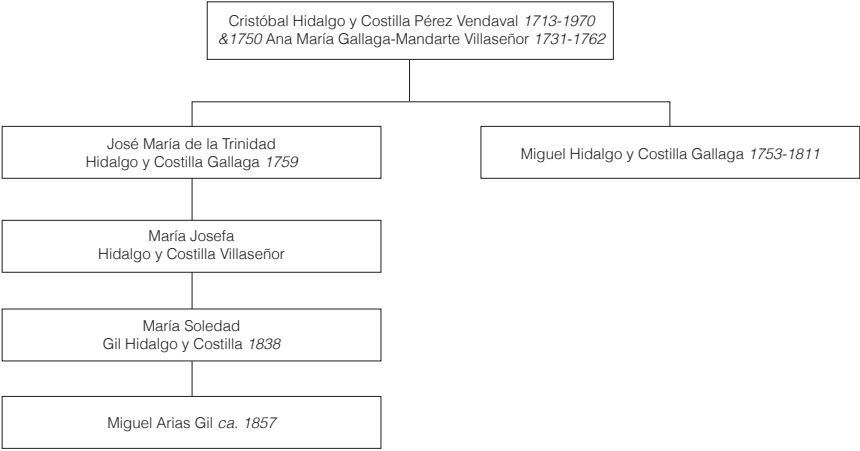 Cristóbal Hidalgo y Costilla Pérez Vendaval 1713-1970
&1750 Ana María Gallaga-Mandarte Villaseñor 1731-1762
José María de la Trinidad
Hidalgo y Costilla Gallaga 1759
Miguel Hidalgo y Costilla Gallaga 1753-1811
María Josefa
Hidalgo y Costilla Villaseñor
María Soledad
Gil Hidalgo y Costilla 1838
Miguel Arias Gil ca. 1857